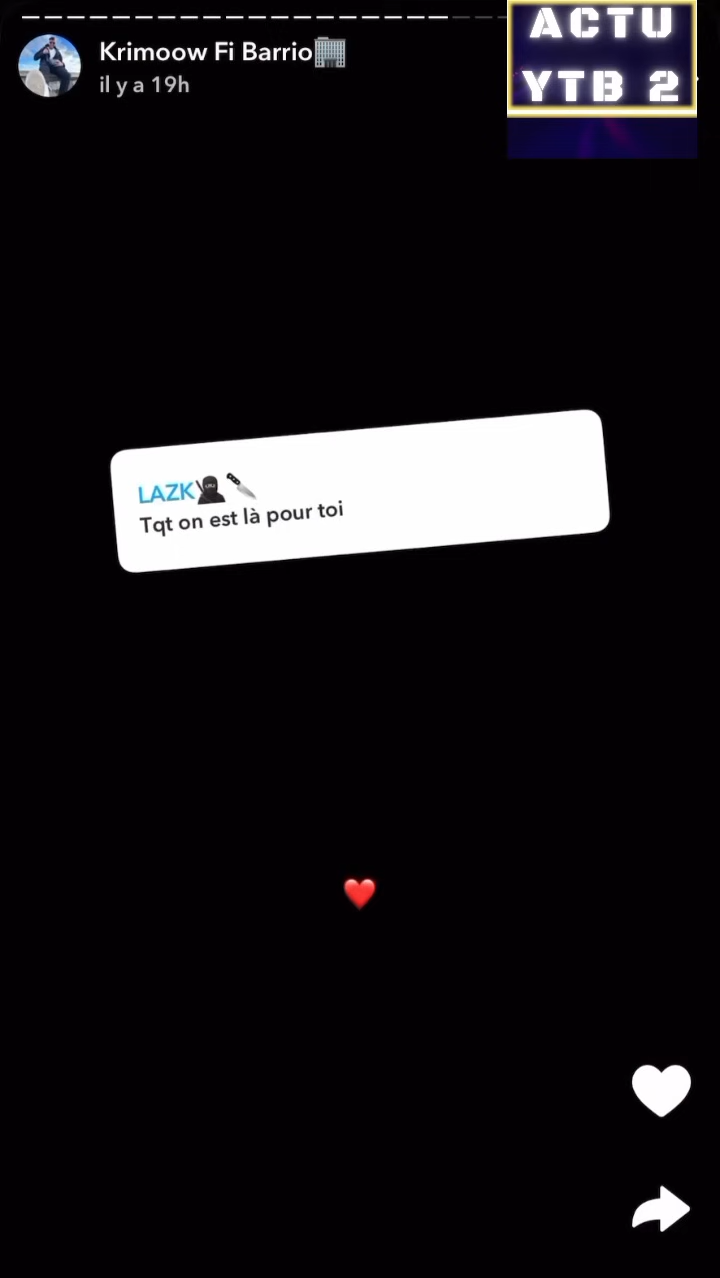 Krimoow Fi Barrio🏢
il y a 19h
ACTU
YTB 2
LAZK🥷🔪
Tqt on est là pour toi
❤️